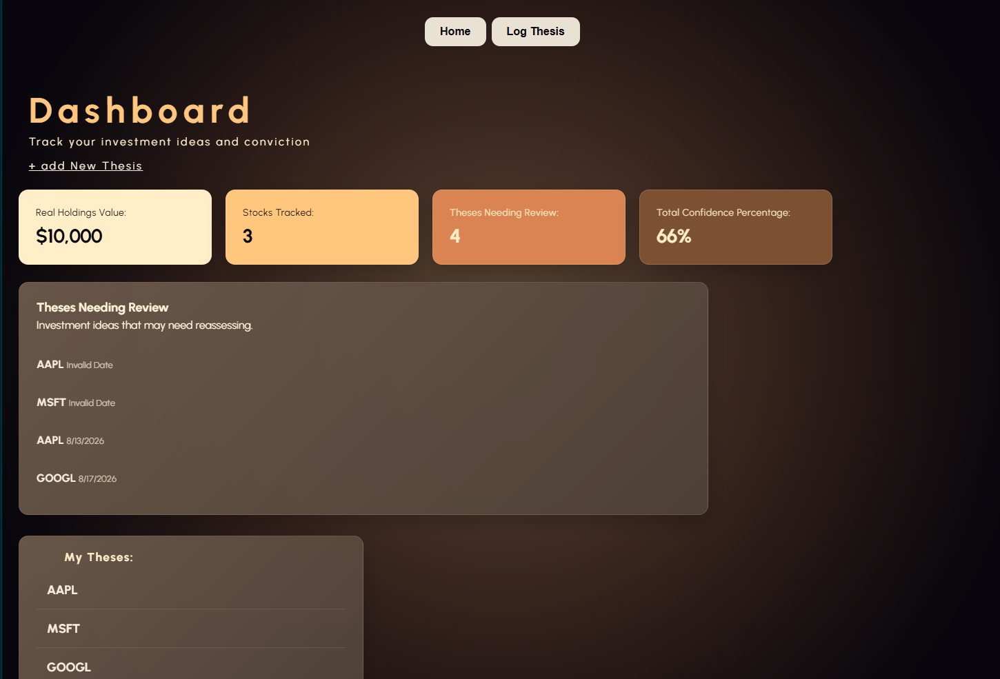 Home Log Thesis
Dashboard
Track your investment ideas and conviction
+ add New Thesis
Real Holdings Value:
$10,000
Stocks Tracked:
3
Theses Needing Review:
4
Total Confidence Percentage:
66%
Theses Needing Review
Investment ideas that may need reassessing.
AAPL Invalid Date
MSFT Invalid Date
AAPL 8/13/2026
GOOGL 8/17/2026
My Theses:
AAPL
MSFT
GOOGL